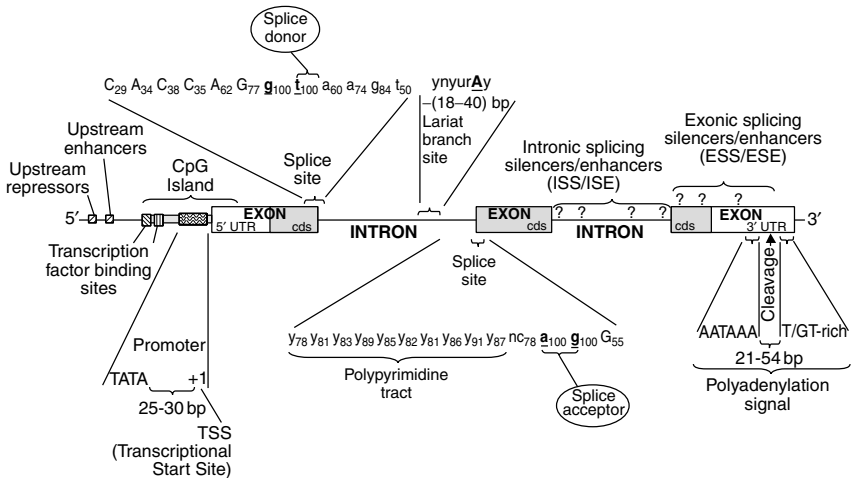 Splice
donor
C29 A34 C38 C35 A62 G77 g100 t100 a60 a74 g84 t50
ynyurAy
–(18–40) bp
Lariat
branch
site
Upstream
repressors
Upstream
enhancers
CpG
Island
Splice
site
Intronic splicing
silencers/enhancers
(ISS/ISE)
Exonic splicing
silencers/enhancers
(ESS/ESE)
? ? ? ? ? ? ?
5′
EXON
5′ UTR
cds
INTRON
EXON
cds
INTRON
cds
EXON
3′ UTR
3′
Transcription
factor binding
sites
Splice
site
Cleavage
Promoter
TATA
+1
25-30 bp
TSS
(Transcriptional
Start Site)
y78 y81 y83 y89 y85 y82 y81 y86 y91 y87 nc78 a100 g100 G55
Polypyrimidine
tract
Splice
acceptor
AATAAA
T/GT-rich
21-54 bp
Polyadenylation
signal